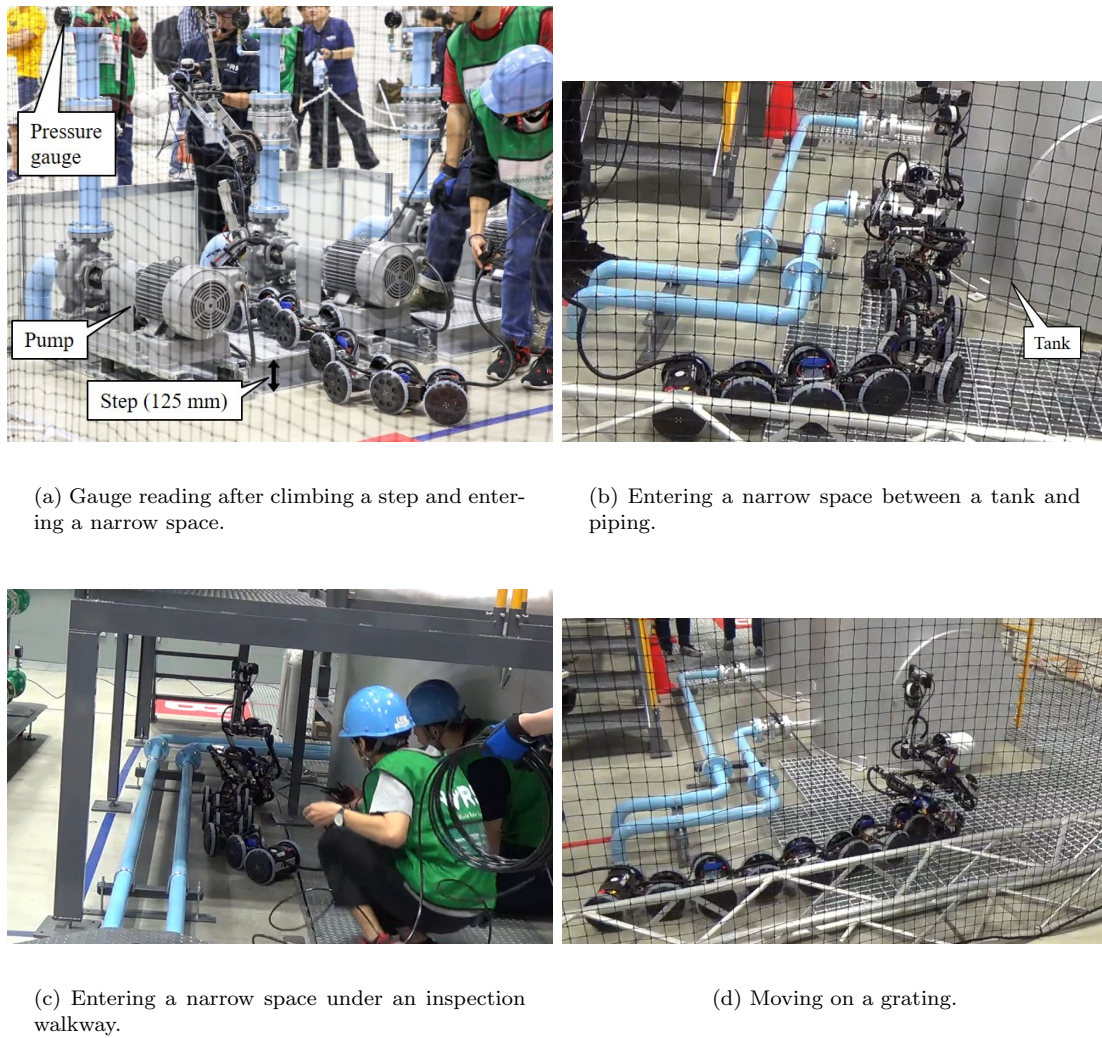 Pressure
gauge
Pump
Step (125 mm)
Tank
(a) Gauge reading after climbing a step and enter-
ing a narrow space.
(b) Entering a narrow space between a tank and
piping.
(c) Entering a narrow space under an inspection
walkway.
(d) Moving on a grating.